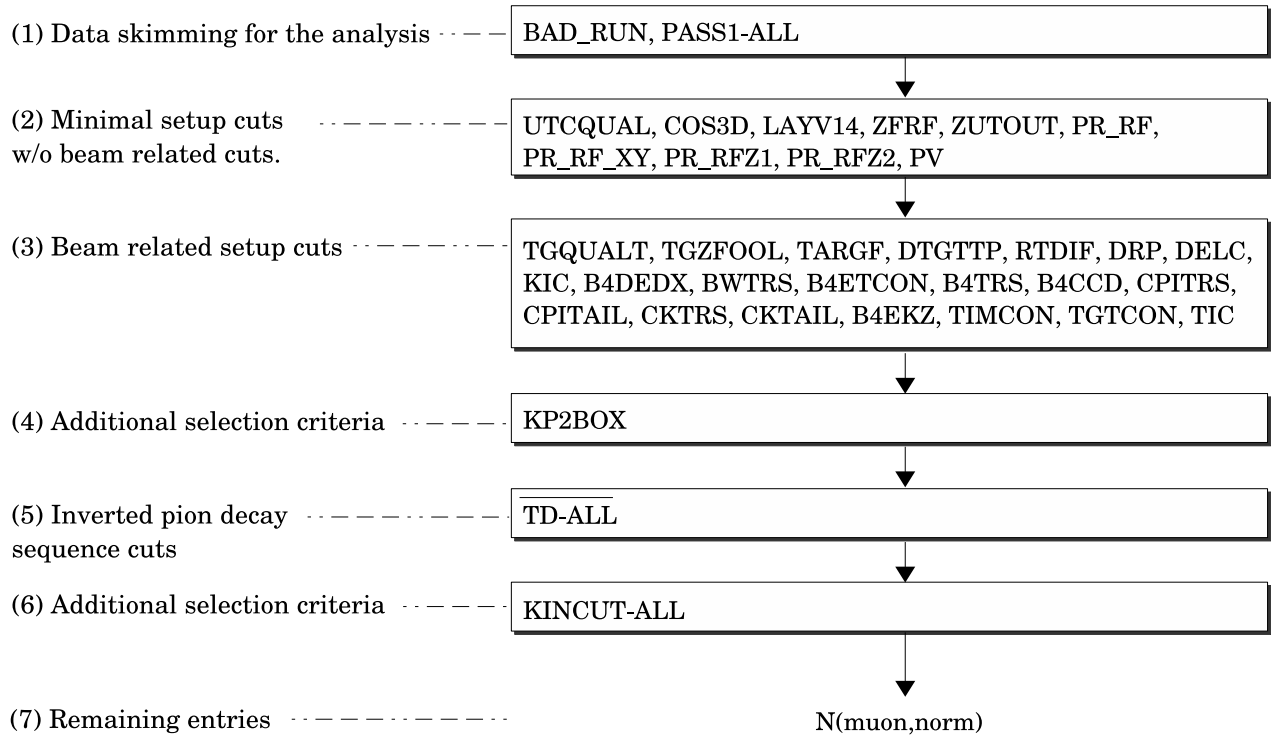 (1) Data skimming for the analysis
BAD_RUN, PASS1-ALL
(2) Minimal setup cuts
w/o beam related cuts.
UTCQUAL, COS3D, LAYV14, ZFRF, ZUTOUT, PR_RF,
PR_RF_XY, PR_RFZ1, PR_RFZ2, PV
(3) Beam related setup cuts
TGQUALT, TGZFOOL, TARGF, DTGTTP, RTDIF, DRP, DELC,
KIC, B4DEDX, BWTRS, B4ETCON, B4TRS, B4CCD, CPITRS,
CPITAIL, CKTRS, CKTAIL, B4EKZ, TIMCON, TGTCON, TIC
(4) Additional selection criteria
KP2BOX
(5) Inverted pion decay
sequence cuts
TD-ALL
(6) Additional selection criteria
KINCUT-ALL
(7) Remaining entries
N(muon,norm)